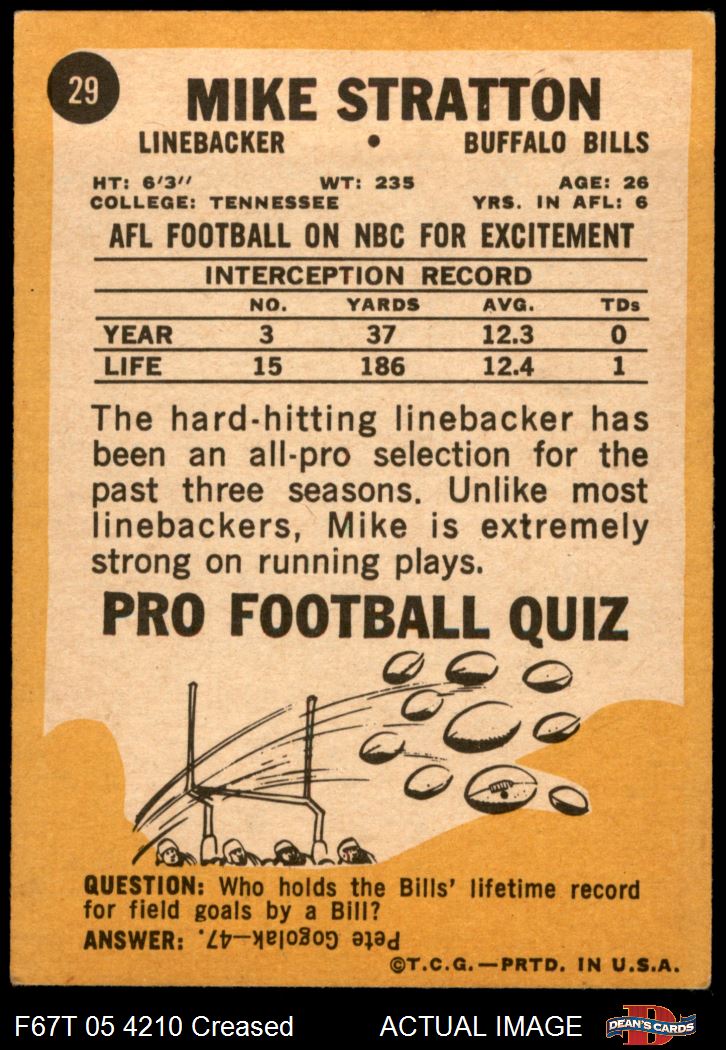 29
MIKE STRATTON
LINEBACKER • BUFFALO BILLS
HT: 6'3" WT: 235 AGE: 26
COLLEGE: TENNESSEE YRS. IN AFL: 6
AFL FOOTBALL ON NBC FOR EXCITEMENT
INTERCEPTION RECORD
NO. YARDS AVG. TDs
YEAR 3 37 12.3 0
LIFE 15 186 12.4 1
The hard-hitting linebacker has
been an all-pro selection for the
past three seasons. Unlike most
linebackers, Mike is extremely
strong on running plays.
PRO FOOTBALL QUIZ
QUESTION: Who holds the Bills' lifetime record
for field goals by a Bill?
ANSWER: Pete Gogolak—47.
©T.C.G.—PRTD. IN U.S.A.
F67T 05 4210 Creased ACTUAL IMAGE
D
DEAN'S CARDS